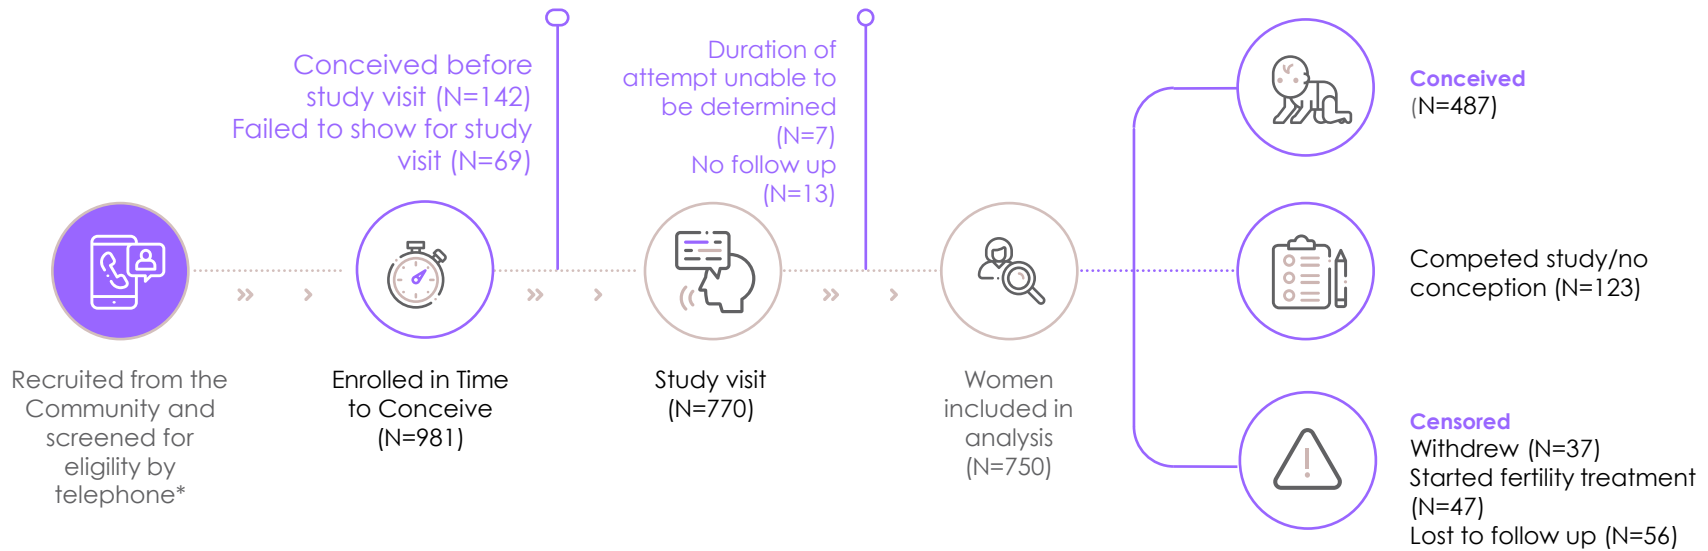 Conceived before
study visit (N=142)
Failed to show for study
visit (N=69)
Duration of
attempt unable to
be determined
(N=7)
No follow up
(N=13)
Recruited from the
Community and
screened for
eligility by
telephone*
Enrolled in Time
to Conceive
(N=981)
Study visit
(N=770)
Women
included in
analysis
(N=750)
Conceived
(N=487)
Competed study/no
conception (N=123)
Censored
Withdrew (N=37)
Started fertility treatment
(N=47)
Lost to follow up (N=56)